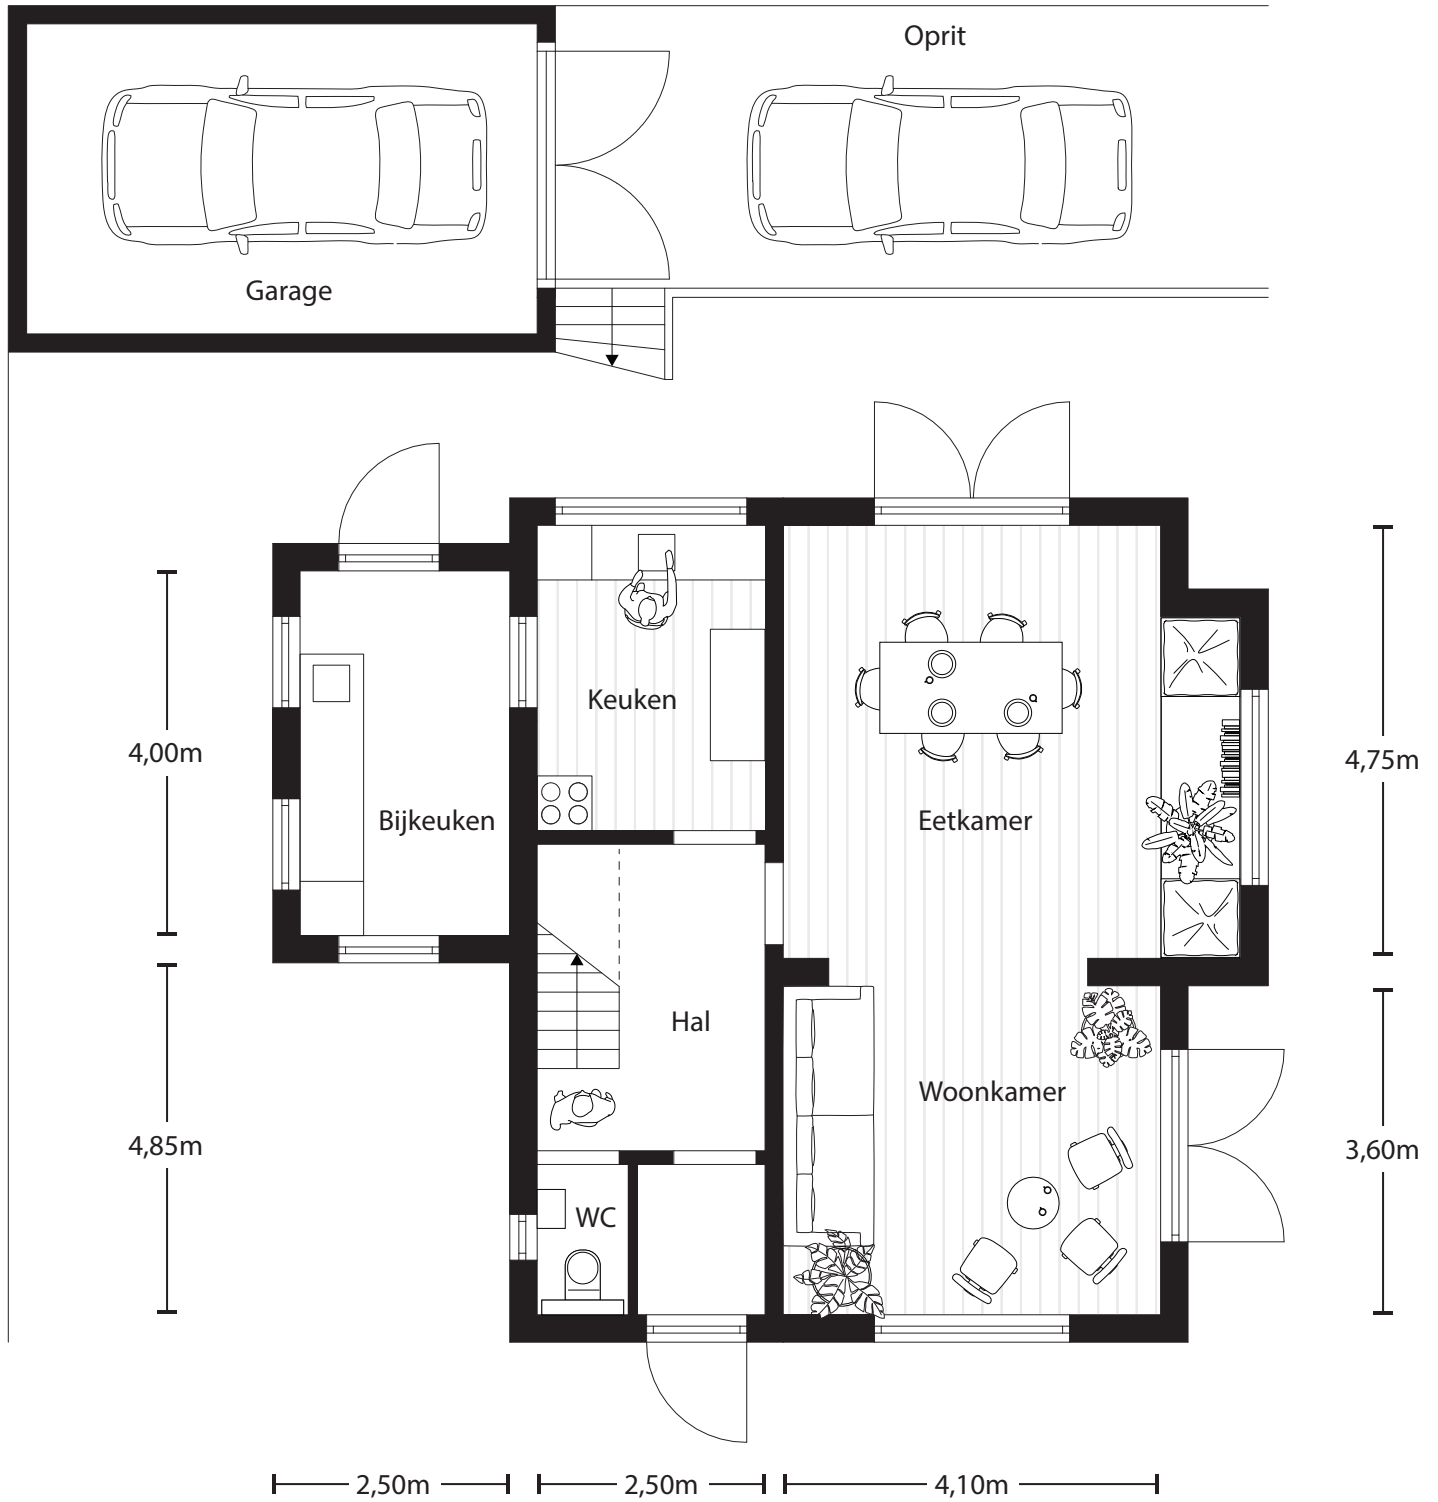 Oprit
Garage
Keuken
4,00m
4,75m
Bijkeuken
Eetkamer
Hal
Woonkamer
4,85m
3,60m
WC
2,50m
2,50m
4,10m